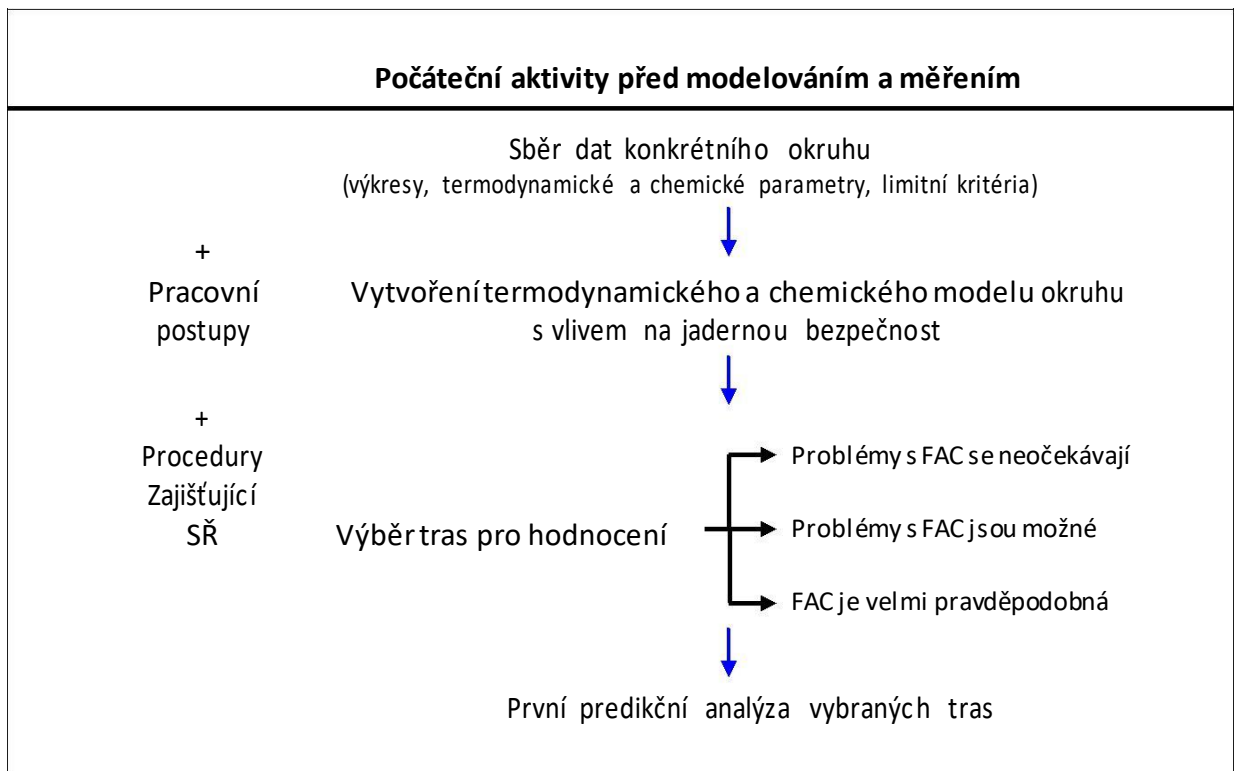 Počáteční aktivity před modelováním a měřením
Sběr dat konkrétního okruhu
(výkresy, termodynamické a chemické parametry, limitní kritéria)
+
Pracovní
postupy
Vytvoření termodynamického a chemického modelu okruhu
s vlivem na jadernou bezpečnost
+
Procedury
Zajišťující
SŘ
Výběr tras pro hodnocení
Problémy s FAC se neočekávají
Problémy s FAC jsou možné
FAC je velmi pravděpodobná
První predikční analýza vybraných tras